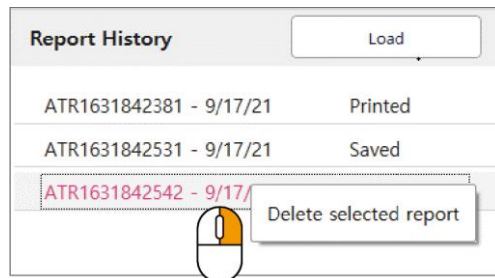 Report History Load
ATR1631842381 - 9/17/21 Printed
ATR1631842531 - 9/17/21 Saved
ATR1631842542 - 9/17/
Delete selected report